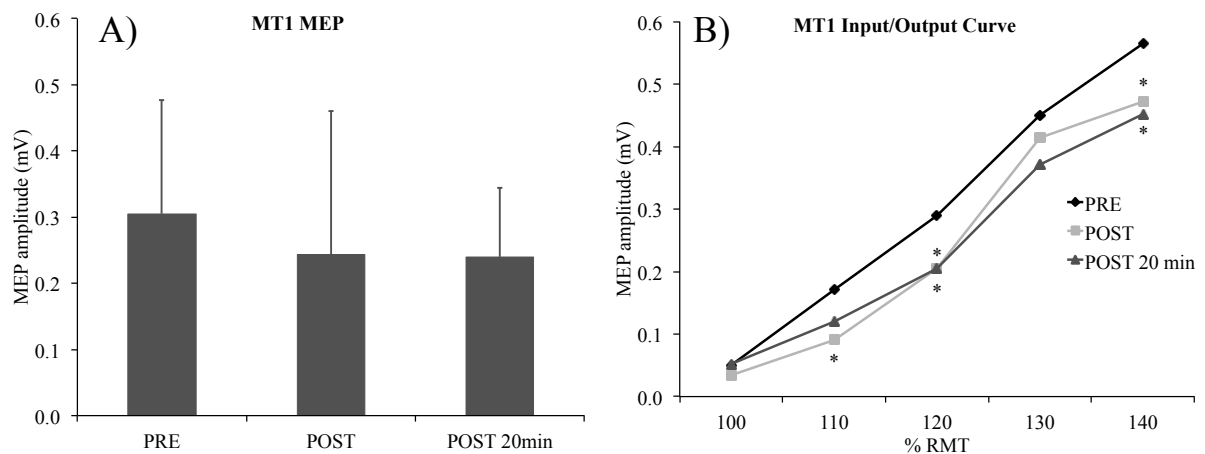 A)
MT1 MEP
MEP amplitude (mV)
0.6
0.5
0.4
0.3
0.2
0.1
0.0
PRE POST POST 20min
B)
MT1 Input/Output Curve
MEP amplitude (mV)
0.6
0.5
0.4
0.3
0.2
0.1
0.0
*
*
*
*
*
PRE
POST
POST 20 min
100 110 120 130 140
% RMT